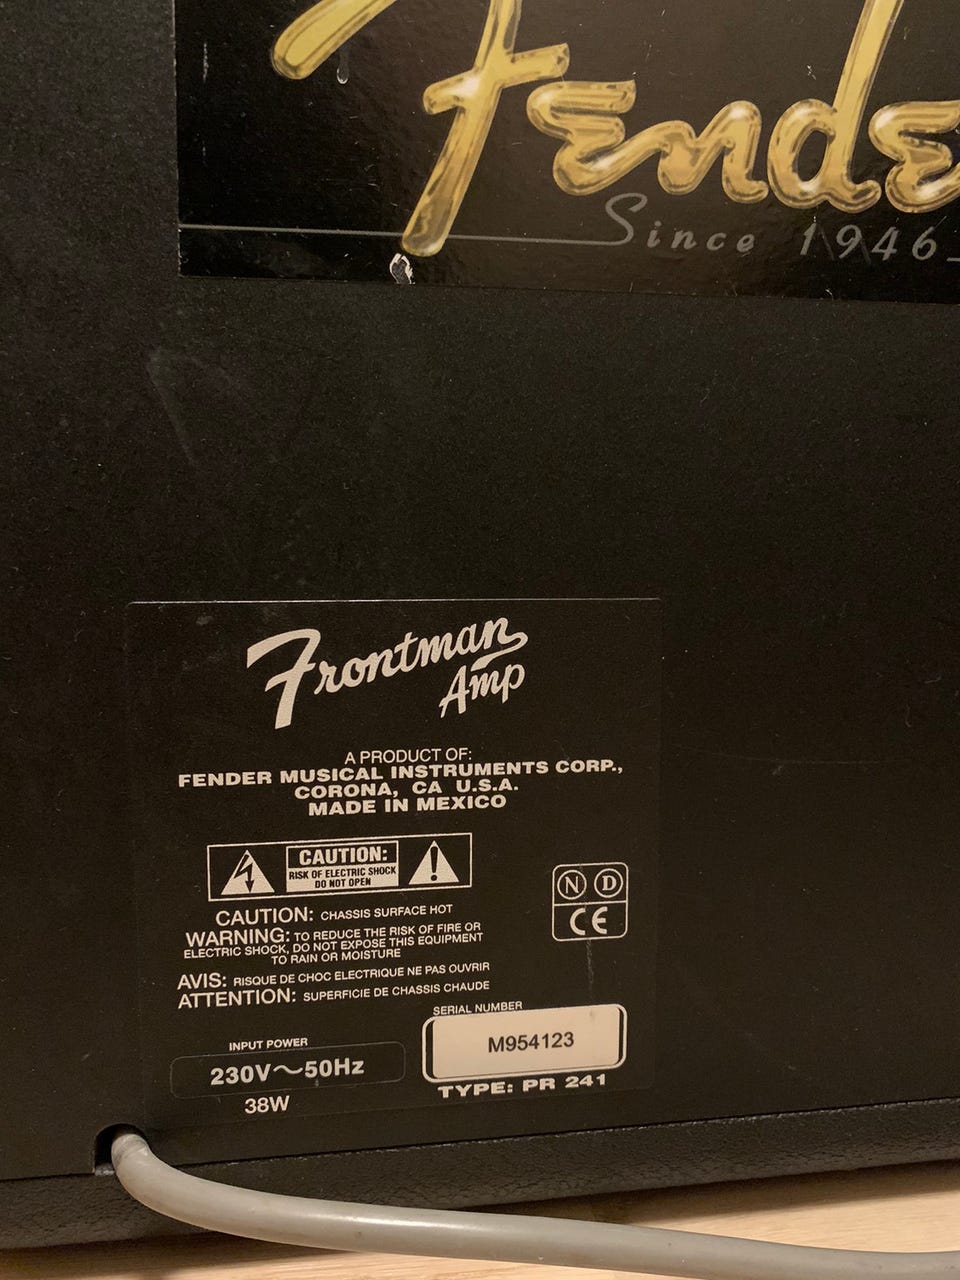 Fender
Since 1946
Frontman
Amp
A PRODUCT OF:
FENDER MUSICAL INSTRUMENTS CORP.,
CORONA, CA U.S.A.
MADE IN MEXICO
CAUTION:
RISK OF ELECTRIC SHOCK
DO NOT OPEN
N D
CE
CAUTION: CHASSIS SURFACE HOT
WARNING: TO REDUCE THE RISK OF FIRE OR
ELECTRIC SHOCK, DO NOT EXPOSE THIS EQUIPMENT
TO RAIN OR MOISTURE
AVIS: RISQUE DE CHOC ELECTRIQUE NE PAS OUVRIR
ATTENTION: SUPERFICIE DE CHASSIS CHAUDE
SERIAL NUMBER
M954123
TYPE: PR 241
INPUT POWER
230V~50Hz
38W